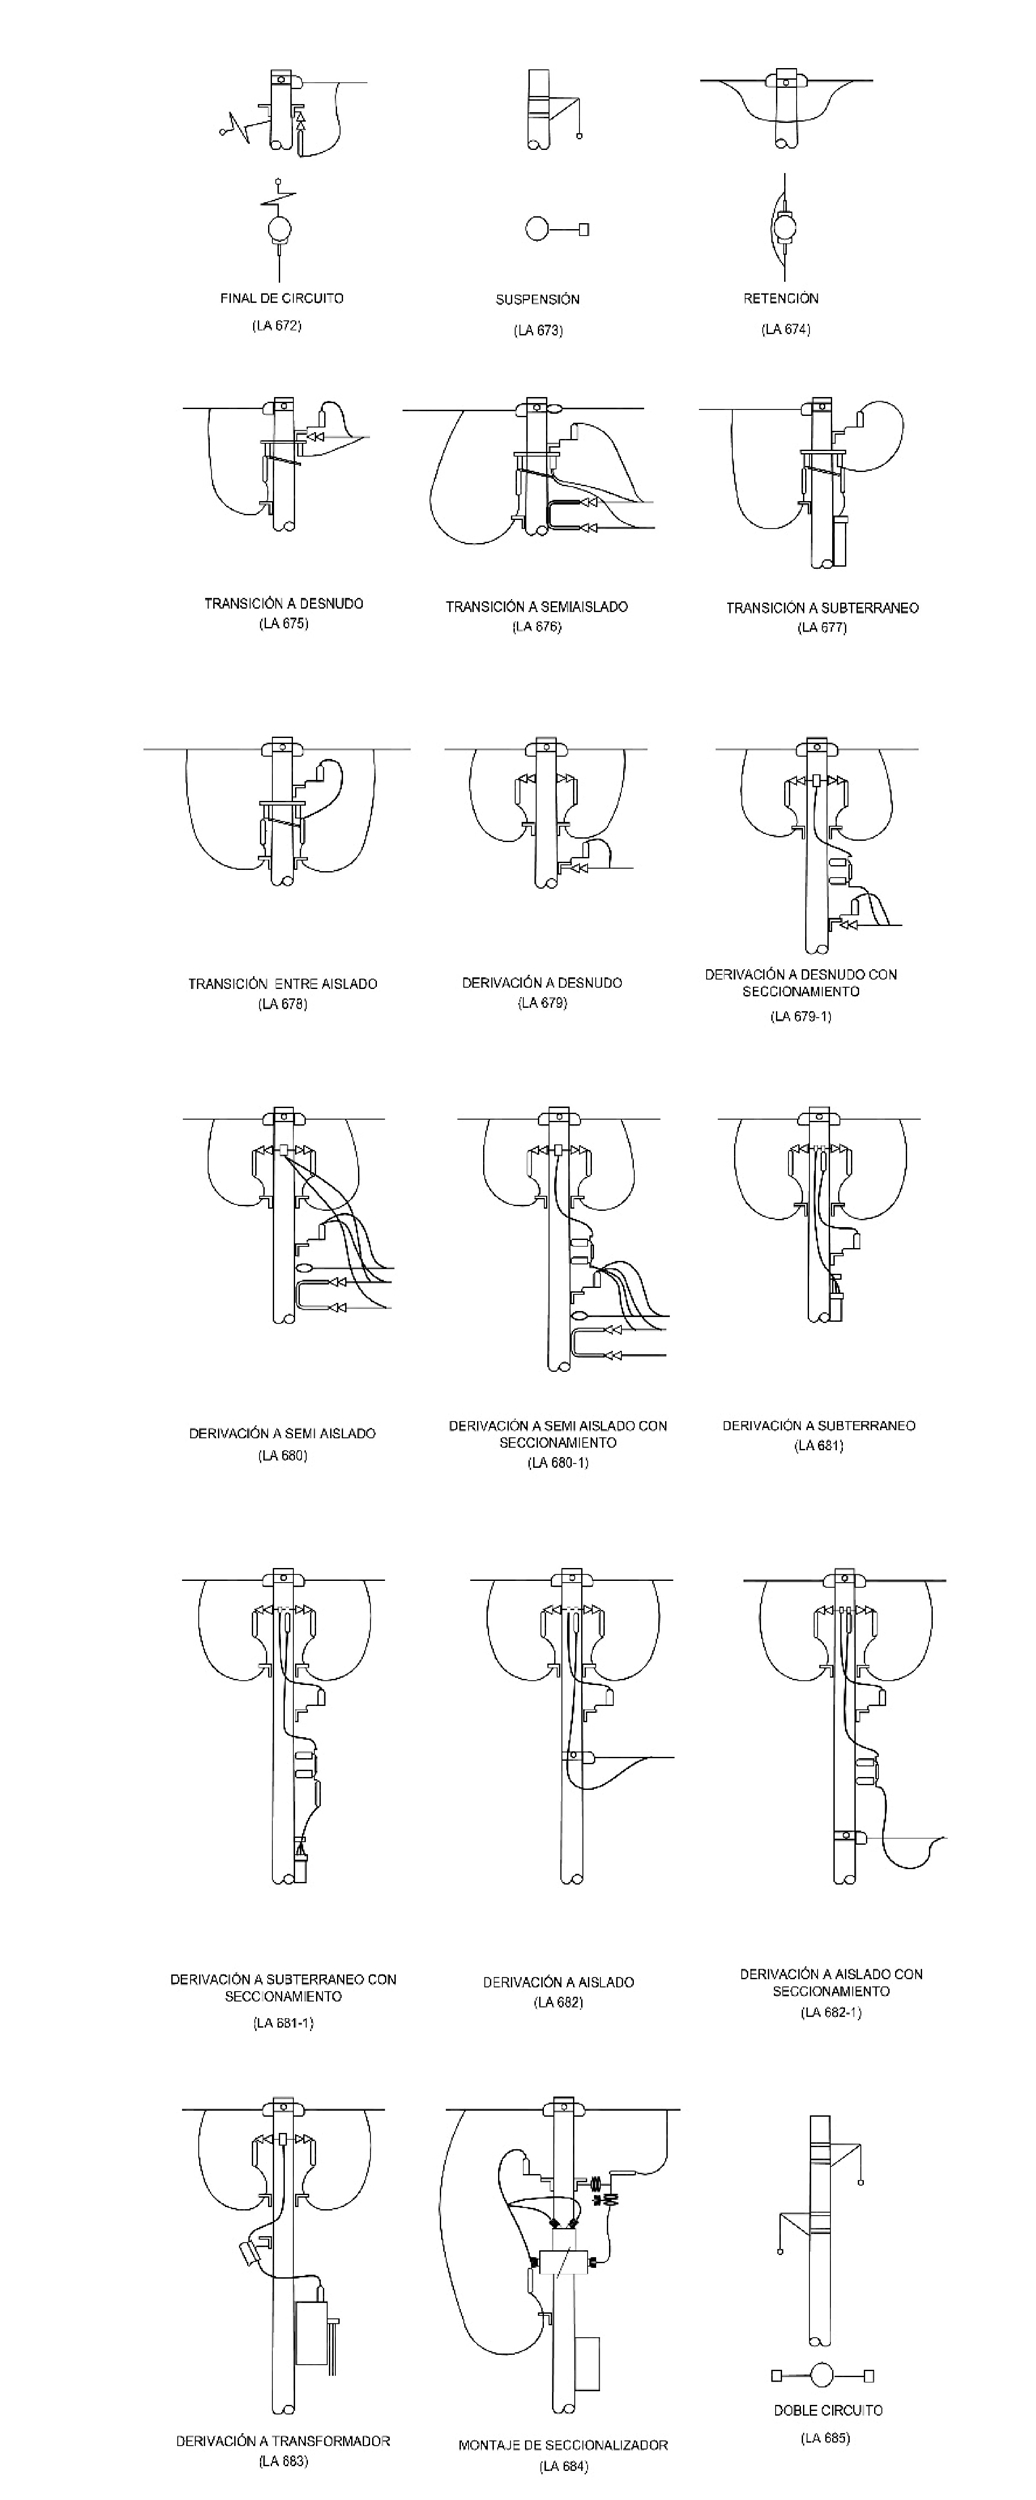 FINAL DE CIRCUITO
(LA 672)
SUSPENSIÓN
(LA 673)
RETENCIÓN
(LA 674)
TRANSICIÓN A DESNUDO
(LA 675)
TRANSICIÓN A SEMIAISLADO
(LA 676)
TRANSICIÓN A SUBTERRANEO
(LA 677)
TRANSICIÓN ENTRE AISLADO
(LA 678)
DERIVACIÓN A DESNUDO
(LA 679)
DERIVACIÓN A DESNUDO CON
SECCIONAMIENTO
(LA 679-1)
DERIVACIÓN A SEMI AISLADO
(LA 680)
DERIVACIÓN A SEMI AISLADO CON
SECCIONAMIENTO
(LA 680-1)
DERIVACIÓN A SUBTERRANEO
(LA 681)
DERIVACIÓN A SUBTERRANEO CON
SECCIONAMIENTO
(LA 681-1)
DERIVACIÓN A AISLADO
(LA 682)
DERIVACIÓN A AISLADO CON
SECCIONAMIENTO
(LA 682-1)
DERIVACIÓN A TRANSFORMADOR
(LA 683)
MONTAJE DE SECCIONALIZADOR
(LA 684)
DOBLE CIRCUITO
(LA 685)